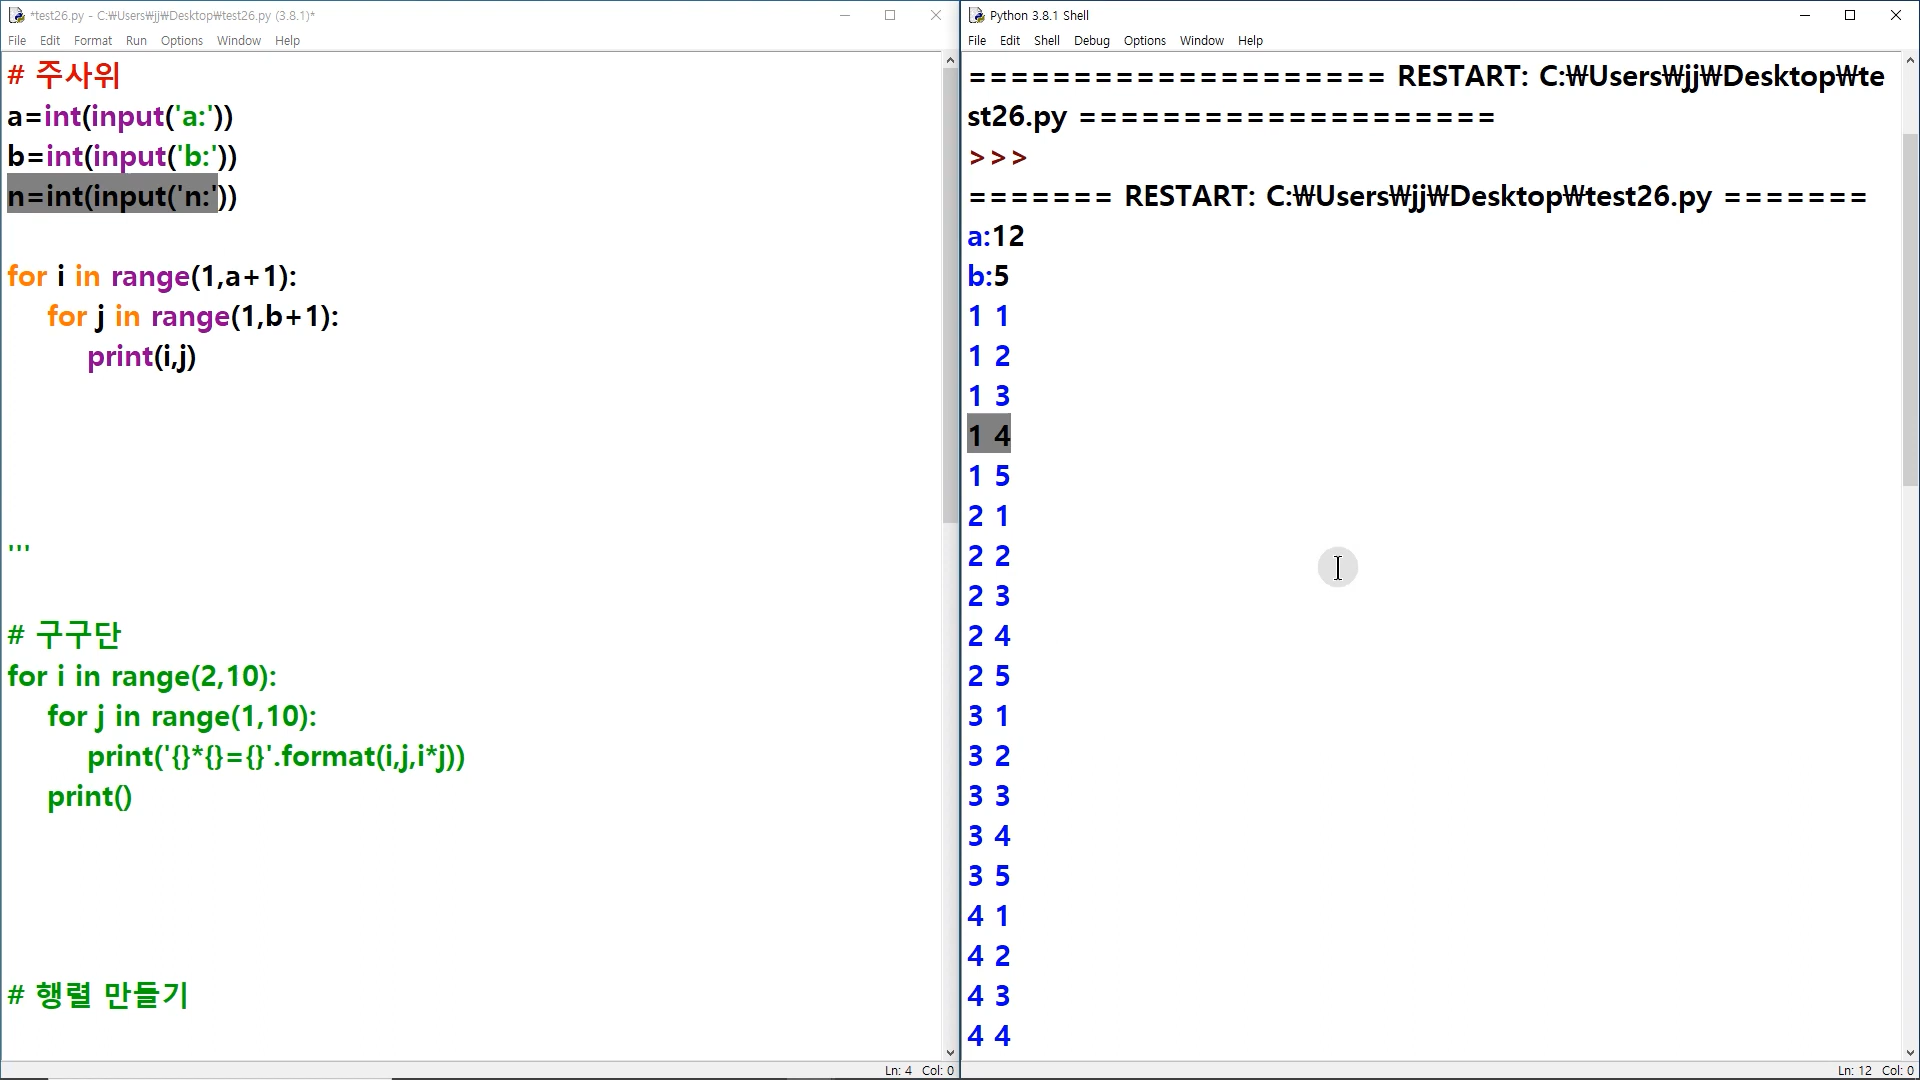 *test26.py - C:₩Users₩jj₩Desktop₩test26.py (3.8.1)*
File Edit Format Run Options Window Help
# 주사위
a=int(input('a:'))
b=int(input('b:'))
n=int(input('n:'))
for i in range(1,a+1):
for j in range(1,b+1):
print(i,j)
'''
# 구구단
for i in range(2,10):
for j in range(1,10):
print('{}*{}={}'.format(i,j,i*j))
print()
# 행렬 만들기
Ln: 4 Col: 0
Python 3.8.1 Shell
File Edit Shell Debug Options Window Help
==================== RESTART: C:₩Users₩jj₩Desktop₩te
st26.py ====================
>>>
======= RESTART: C:₩Users₩jj₩Desktop₩test26.py =======
a:12
b:5
1 1
1 2
1 3
1 4
1 5
2 1
2 2
2 3
2 4
2 5
3 1
3 2
3 3
3 4
3 5
4 1
4 2
4 3
4 4
Ln: 12 Col: 0